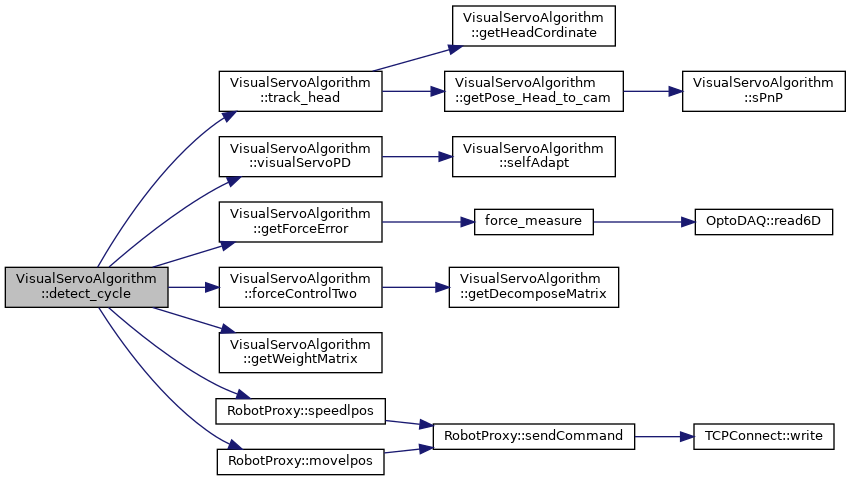 VisualServoAlgorithm
::detect_cycle
VisualServoAlgorithm
::track_head
VisualServoAlgorithm
::getHeadCordinate
VisualServoAlgorithm
::getPose_Head_to_cam
VisualServoAlgorithm
::sPnP
VisualServoAlgorithm
::visualServoPD
VisualServoAlgorithm
::selfAdapt
VisualServoAlgorithm
::getForceError
force_measure
OptoDAQ::read6D
VisualServoAlgorithm
::forceControlTwo
VisualServoAlgorithm
::getDecomposeMatrix
VisualServoAlgorithm
::getWeightMatrix
RobotProxy::speedlpos
RobotProxy::movelpos
RobotProxy::sendCommand
TCPConnect::write